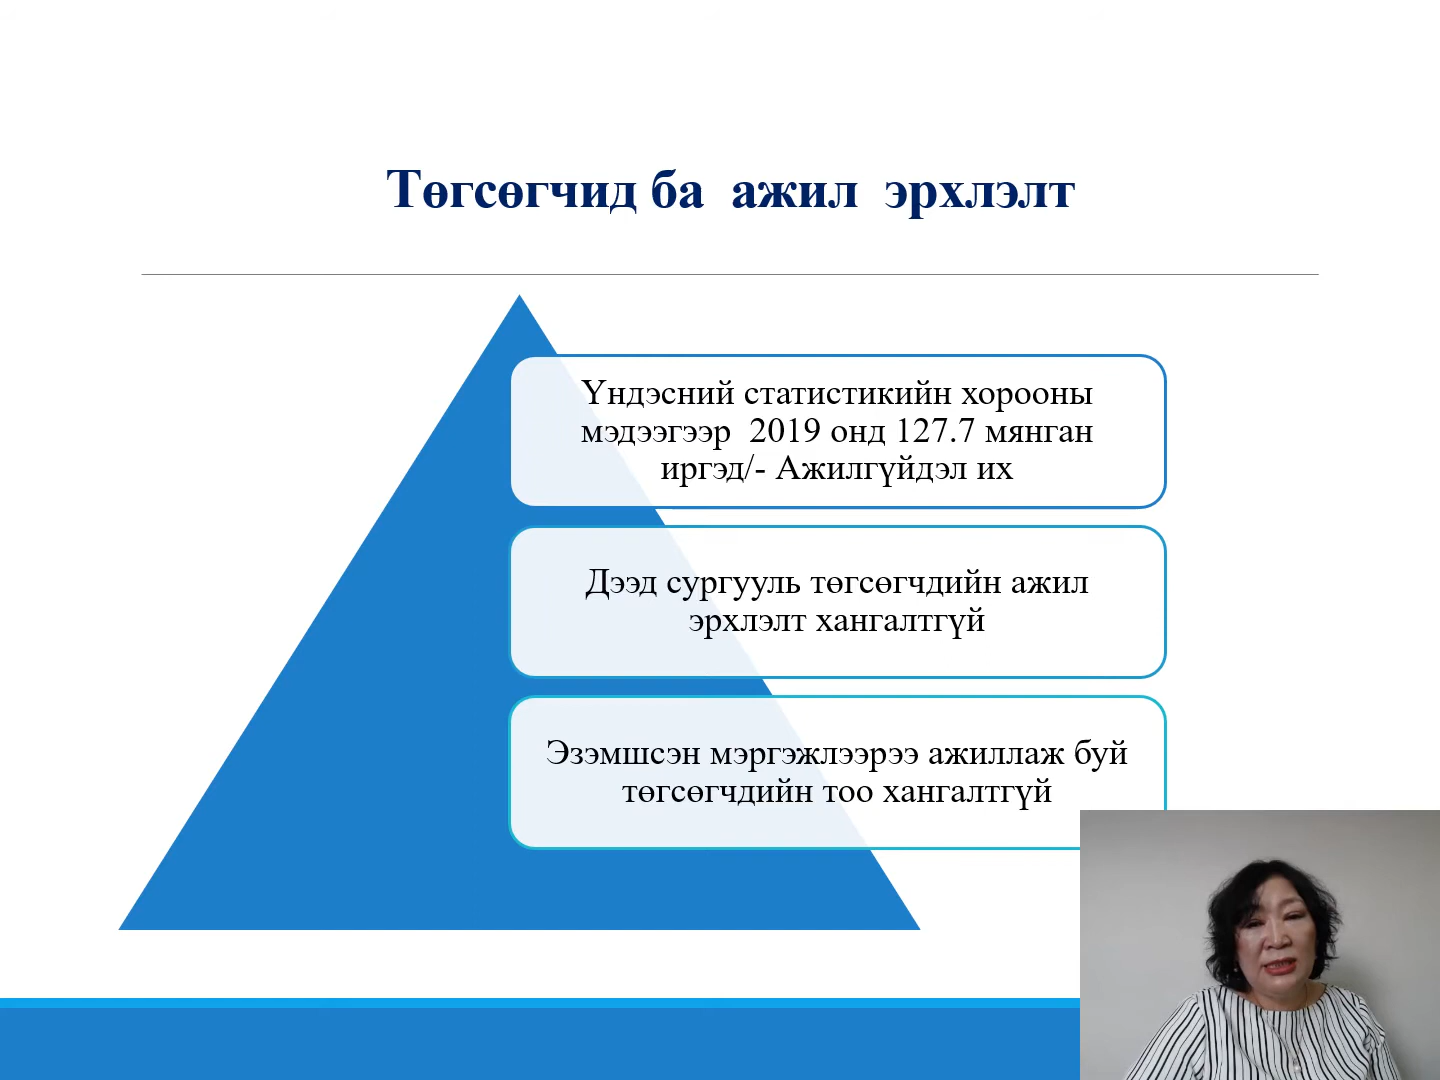 Төгсөгчид ба ажил эрхлэлт
Үндэсний статистикийн хорооны
мэдээгээр 2019 онд 127.7 мянган
иргэд/- Ажилгүйдэл их
Дээд сургууль төгсөгчдийн ажил
эрхлэлт хангалтгүй
Эзэмшсэн мэргэжлээрээ ажиллаж буй
төгсөгчдийн тоо хангалтгүй